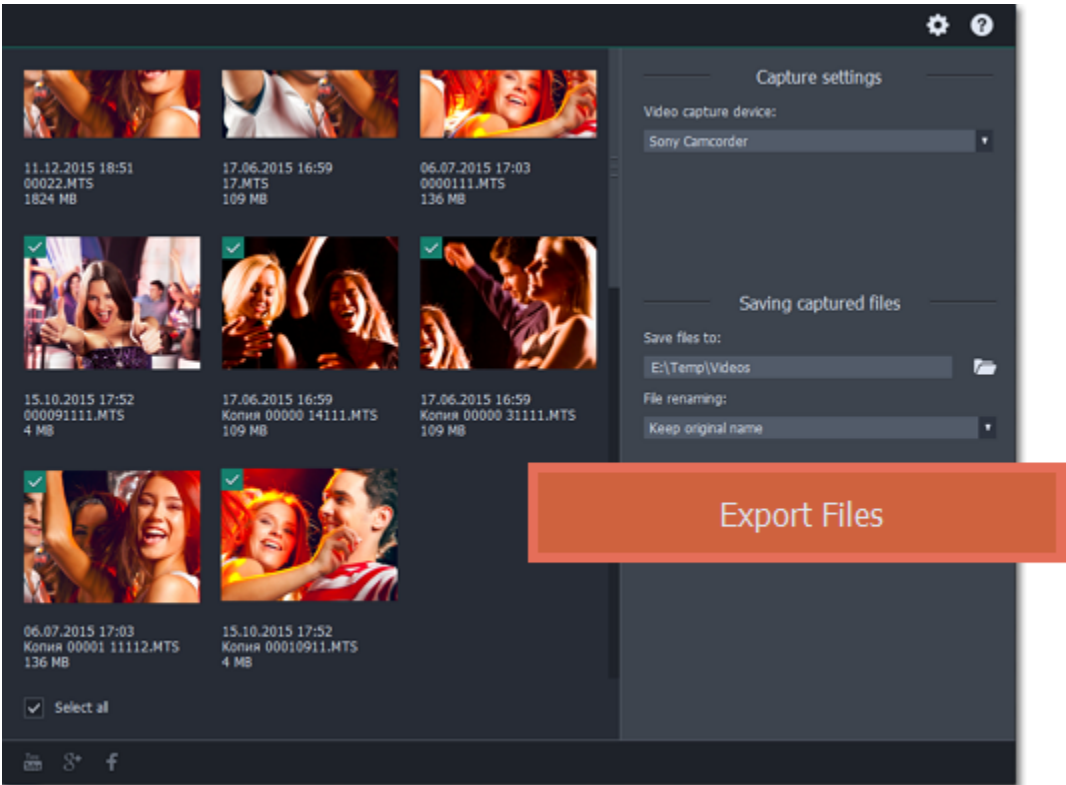 Capture settings
Video capture device:
Sony Camcorder
11.12.2015 18:51
00022.MTS
1824 MB
17.06.2015 16:59
17.MTS
109 MB
06.07.2015 17:03
0000111.MTS
136 MB
15.10.2015 17:52
000091111.MTS
4 MB
17.06.2015 16:59
Копия 00000 14111.MTS
109 MB
17.06.2015 16:59
Копия 00000 31111.MTS
109 MB
06.07.2015 17:03
Копия 00001 11112.MTS
136 MB
15.10.2015 17:52
Копия 00010911.MTS
4 MB
Select all
Saving captured files
Save files to:
E:\Temp\Videos
File renaming:
Keep original name
Export Files
You Tube
g+
f